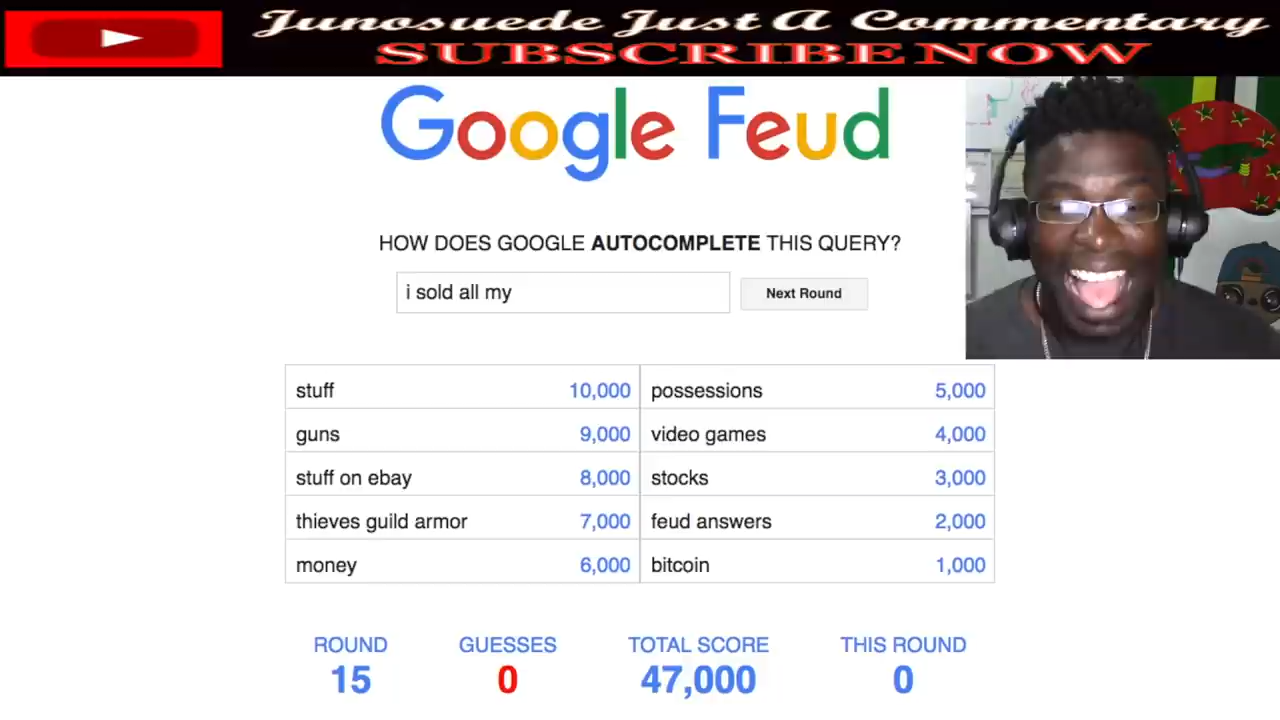 Junosuede Just A Commentary
SUBSCRIBE NOW
Google Feud
HOW DOES GOOGLE AUTOCOMPLETE THIS QUERY?
i sold all my
Next Round
stuff 10,000 possessions 5,000
guns 9,000 video games 4,000
stuff on ebay 8,000 stocks 3,000
thieves guild armor 7,000 feud answers 2,000
money 6,000 bitcoin 1,000
ROUND GUESSES TOTAL SCORE THIS ROUND
15 0 47,000 0